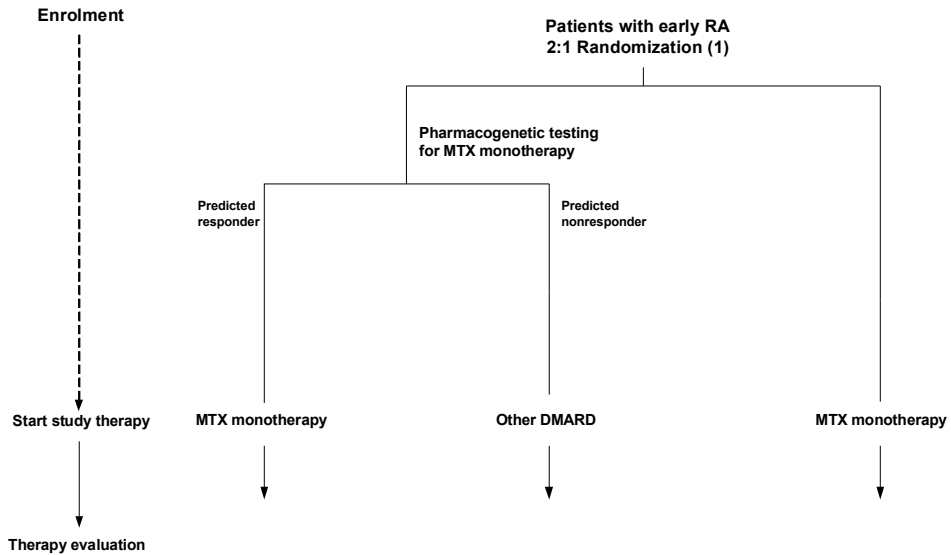 Enrolment
Patients with early RA
2:1 Randomization (1)
Pharmacogenetic testing
for MTX monotherapy
Predicted
responder
Predicted
nonresponder
Start study therapy
MTX monotherapy
Other DMARD
MTX monotherapy
Therapy evaluation